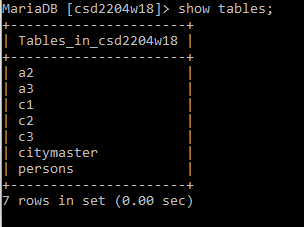 MariaDB [csd2204w18]> show tables;
+----------------------+
| Tables_in_csd2204w18 |
+----------------------+
| a2                   |
| a3                   |
| c1                   |
| c2                   |
| c3                   |
| citymaster           |
| persons              |
+----------------------+
7 rows in set (0.00 sec)